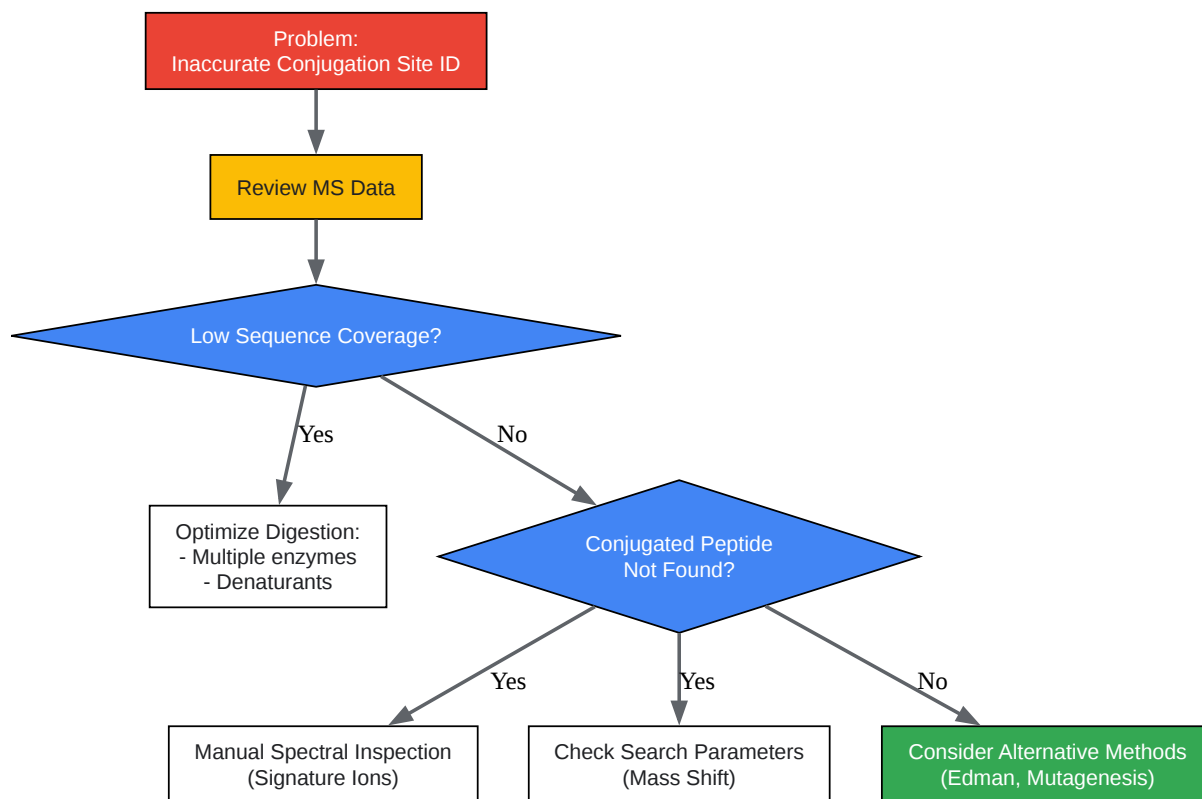 Problem:
Inaccurate Conjugation Site ID
Review MS Data
Low Sequence Coverage?
Yes
No
Optimize Digestion:
- Multiple enzymes
- Denaturants
Conjugated Peptide
Not Found?
Yes
Yes
No
Manual Spectral Inspection
(Signature Ions)
Check Search Parameters
(Mass Shift)
Consider Alternative Methods
(Edman, Mutagenesis)